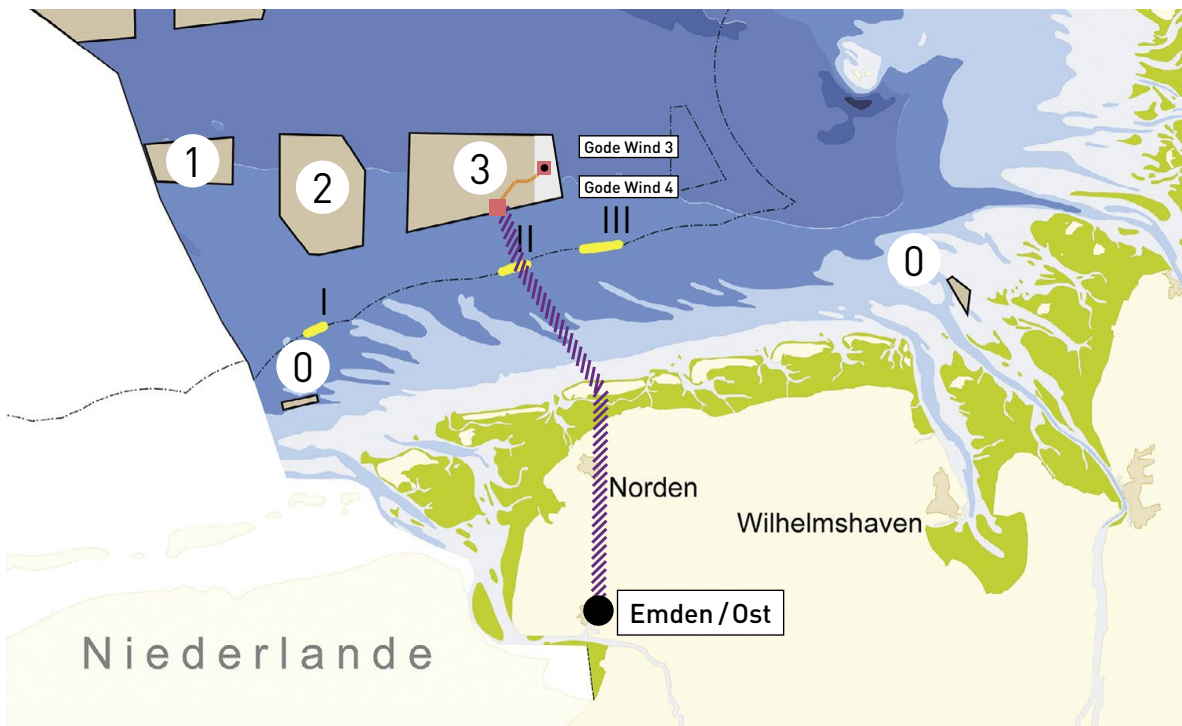 1
2
3
Gode Wind 3
Gode Wind 4
II
III
0
I
0
Norden
Wilhelmshaven
Emden / Ost
Niederlande